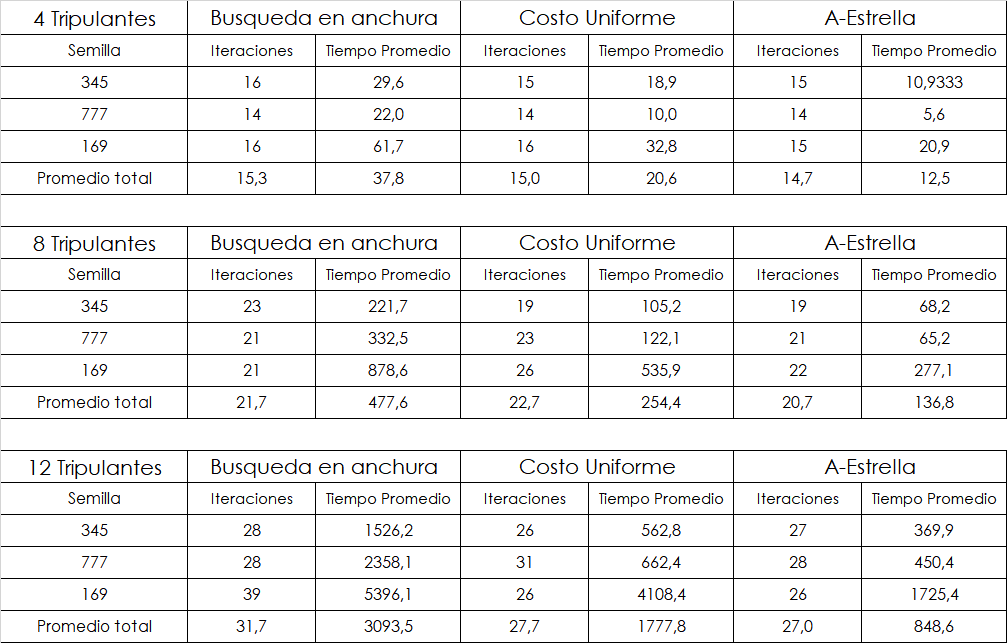 4 Tripulantes Busqueda en anchura Costo Uniforme A-Estrella
Semilla Iteraciones Tiempo Promedio Iteraciones Tiempo Promedio Iteraciones Tiempo Promedio
345 16 29,6 15 18,9 15 10,9333
777 14 22,0 14 10,0 14 5,6
169 16 61,7 16 32,8 15 20,9
Promedio total 15,3 37,8 15,0 20,6 14,7 12,5
8 Tripulantes Busqueda en anchura Costo Uniforme A-Estrella
Semilla Iteraciones Tiempo Promedio Iteraciones Tiempo Promedio Iteraciones Tiempo Promedio
345 23 221,7 19 105,2 19 68,2
777 21 332,5 23 122,1 21 65,2
169 21 878,6 26 535,9 22 277,1
Promedio total 21,7 477,6 22,7 254,4 20,7 136,8
12 Tripulantes Busqueda en anchura Costo Uniforme A-Estrella
Semilla Iteraciones Tiempo Promedio Iteraciones Tiempo Promedio Iteraciones Tiempo Promedio
345 28 1526,2 26 562,8 27 369,9
777 28 2358,1 31 662,4 28 450,4
169 39 5396,1 26 4108,4 26 1725,4
Promedio total 31,7 3093,5 27,7 1777,8 27,0 848,6